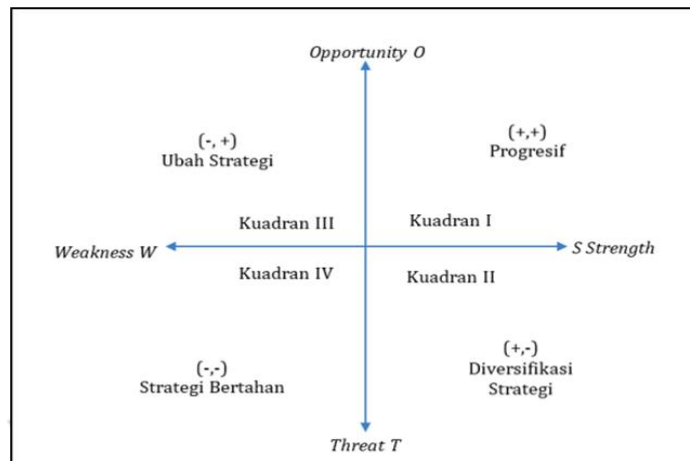 Opportunity O
(-, +)
Ubah Strategi
(+,+)
Progresif
Kuadran III
Kuadran I
Weakness W
S Strength
Kuadran IV
Kuadran II
(-,-)
Strategi Bertahan
(+,-)
Diversifikasi
Strategi
Threat T